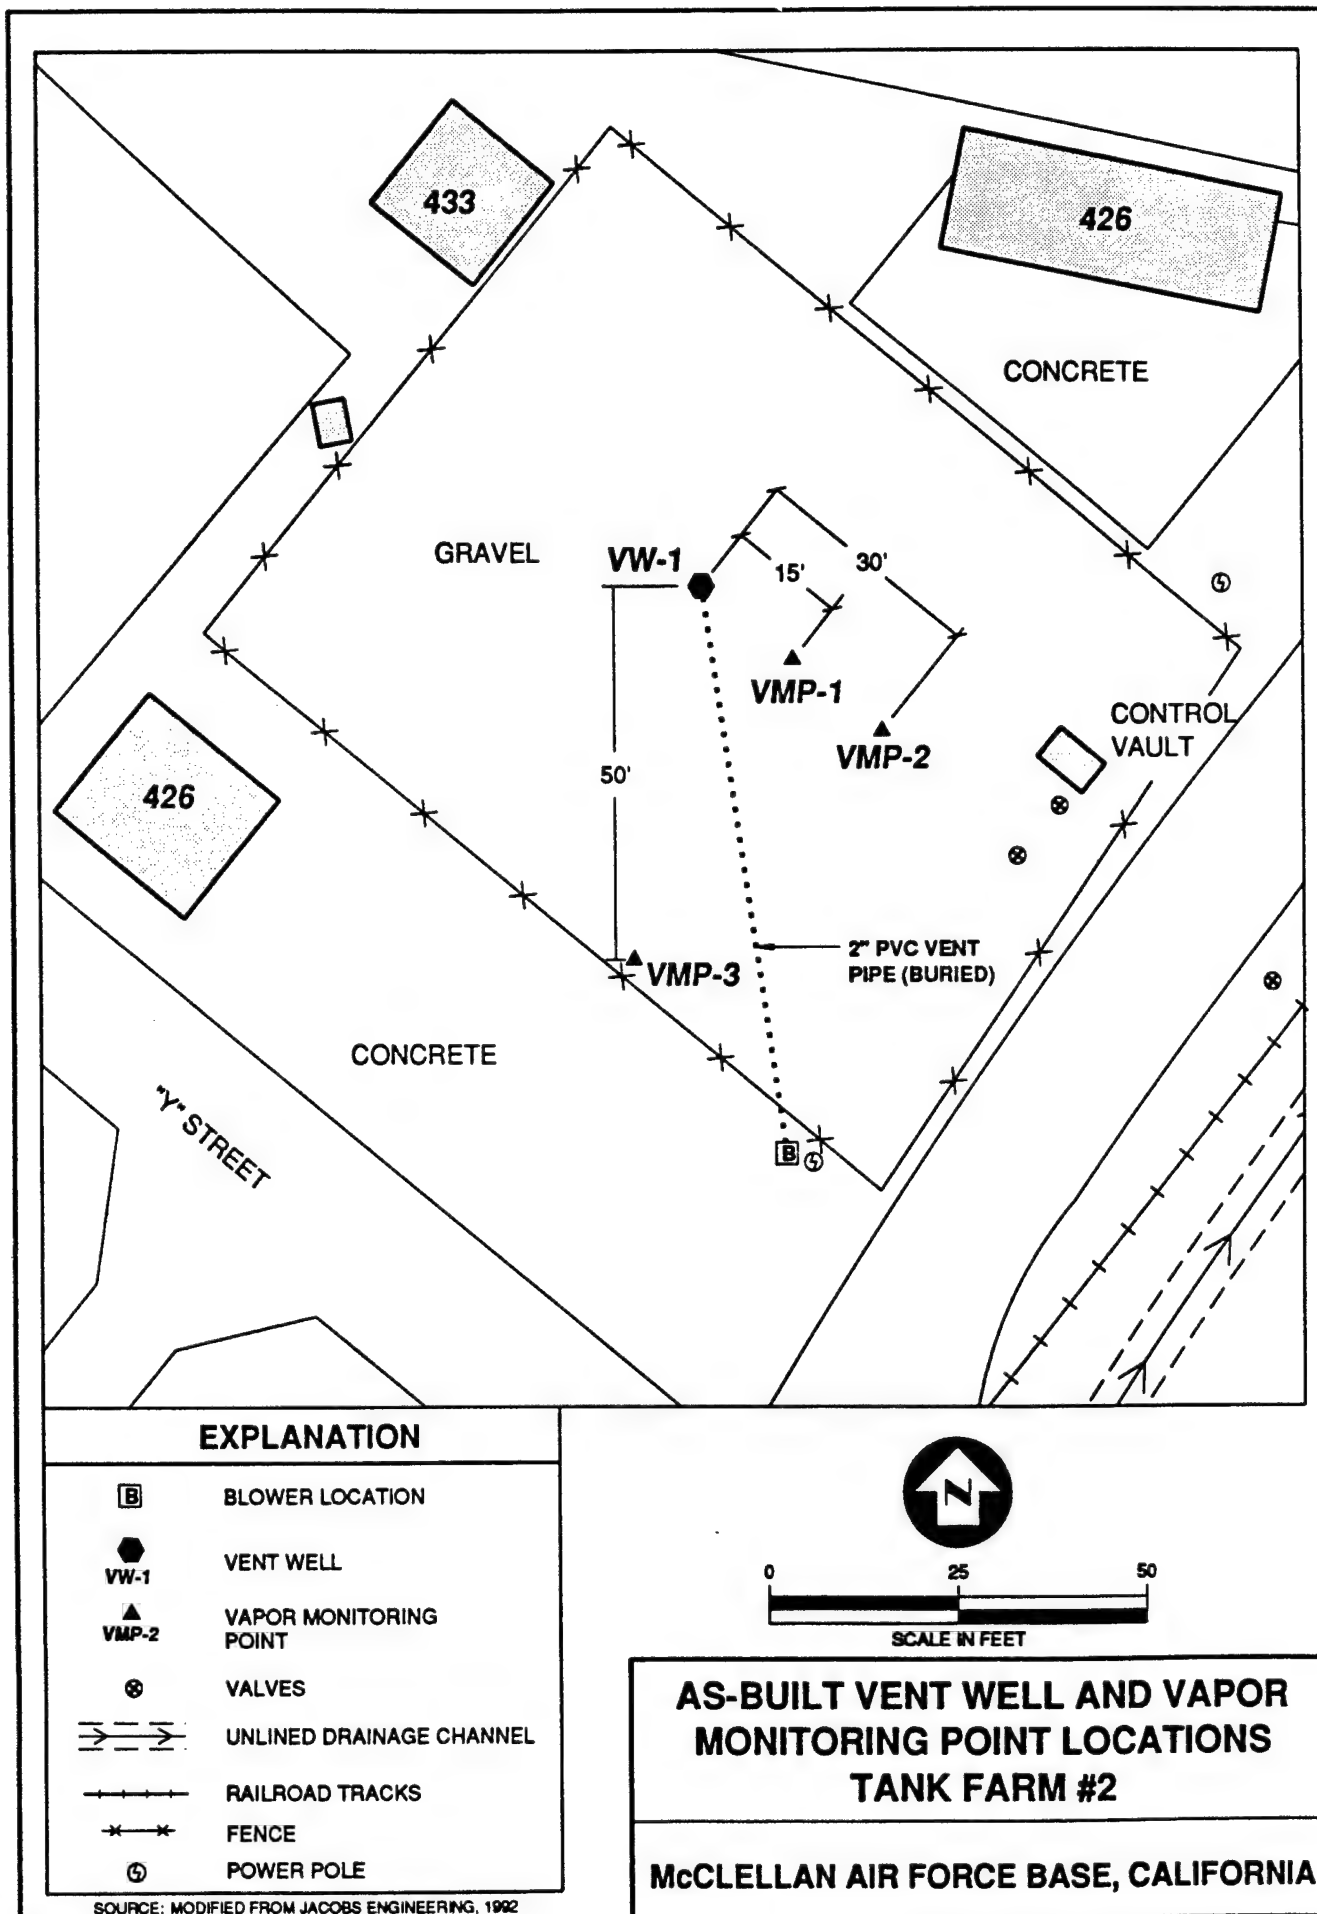 433
426
CONCRETE
GRAVEL
VW-1
15'
30'
VMP-1
VMP-2
CONTROL
VAULT
50'
426
2" PVC VENT
PIPE (BURIED)
VMP-3
CONCRETE
"Y" STREET
B
EXPLANATION
B
BLOWER LOCATION
VW-1
VENT WELL
VMP-2
VAPOR MONITORING
POINT
VALVES
UNLINED DRAINAGE CHANNEL
RAILROAD TRACKS
FENCE
POWER POLE
SOURCE: MODIFIED FROM JACOBS ENGINEERING, 1992
N
0 25 50
SCALE IN FEET
AS-BUILT VENT WELL AND VAPOR
MONITORING POINT LOCATIONS
TANK FARM #2
McCLELLAN AIR FORCE BASE, CALIFORNIA